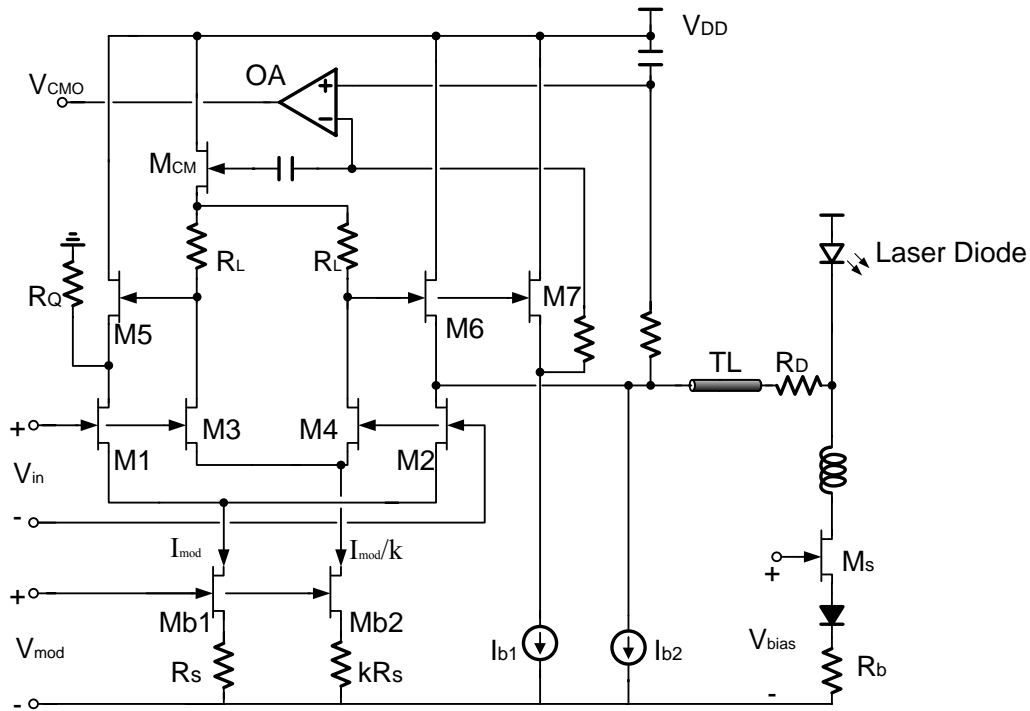 VDD
OA
VCMO
+
-
MCM
RL
RL
Laser Diode
RQ
M5
M6
M7
TL
RD
+
M3
M4
M1
M2
Vin
-
Imod
Imod/k
Ms
+
+
Mb1
Mb2
Vmod
Ib1
Ib2
Vbias
Rs
kRs
Rb
-
-